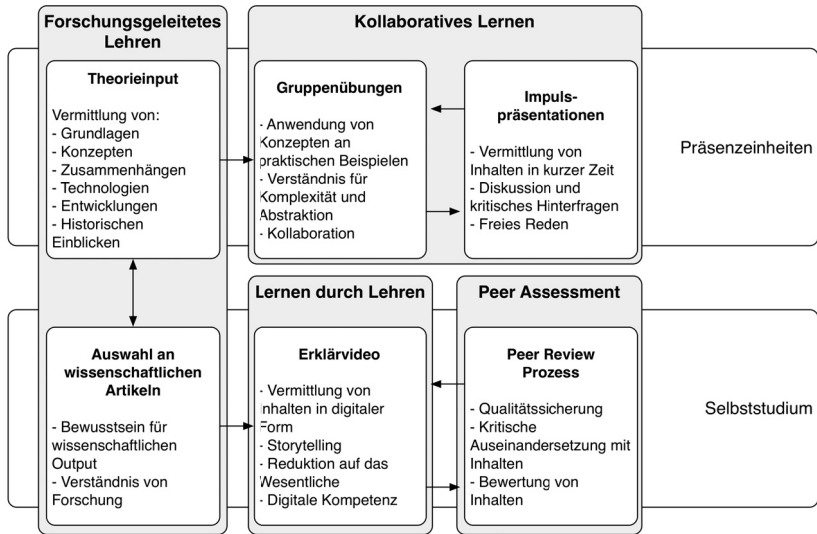 Forschungsgeleitetes
Lehren
Theorieinput
Vermittlung von:
- Grundlagen
- Konzepten
- Zusammenhängen
- Technologien
- Entwicklungen
- Historischen
Einblicken
Kollaboratives Lernen
Gruppenübungen
- Anwendung von
Konzepten an
praktischen Beispielen
- Verständnis für
Komplexität und
Abstraktion
- Kollaboration
Impuls-
präsentationen
- Vermittlung von
Inhalten in kurzer Zeit
- Diskussion und
kritisches Hinterfragen
- Freies Reden
Präsenzeinheiten
Auswahl an
wissenschaftlichen
Artikeln
- Bewusstsein für
wissenschaftlichen
Output
- Verständnis von
Forschung
Lernen durch Lehren
Erklärvideo
- Vermittlung von
Inhalten in digitaler
Form
- Storytelling
- Reduktion auf das
Wesentliche
- Digitale Kompetenz
Peer Assessment
Peer Review
Prozess
- Qualitätssicherung
- Kritische
Auseinandersetzung mit
Inhalten
- Bewertung von
Inhalten
Selbststudium